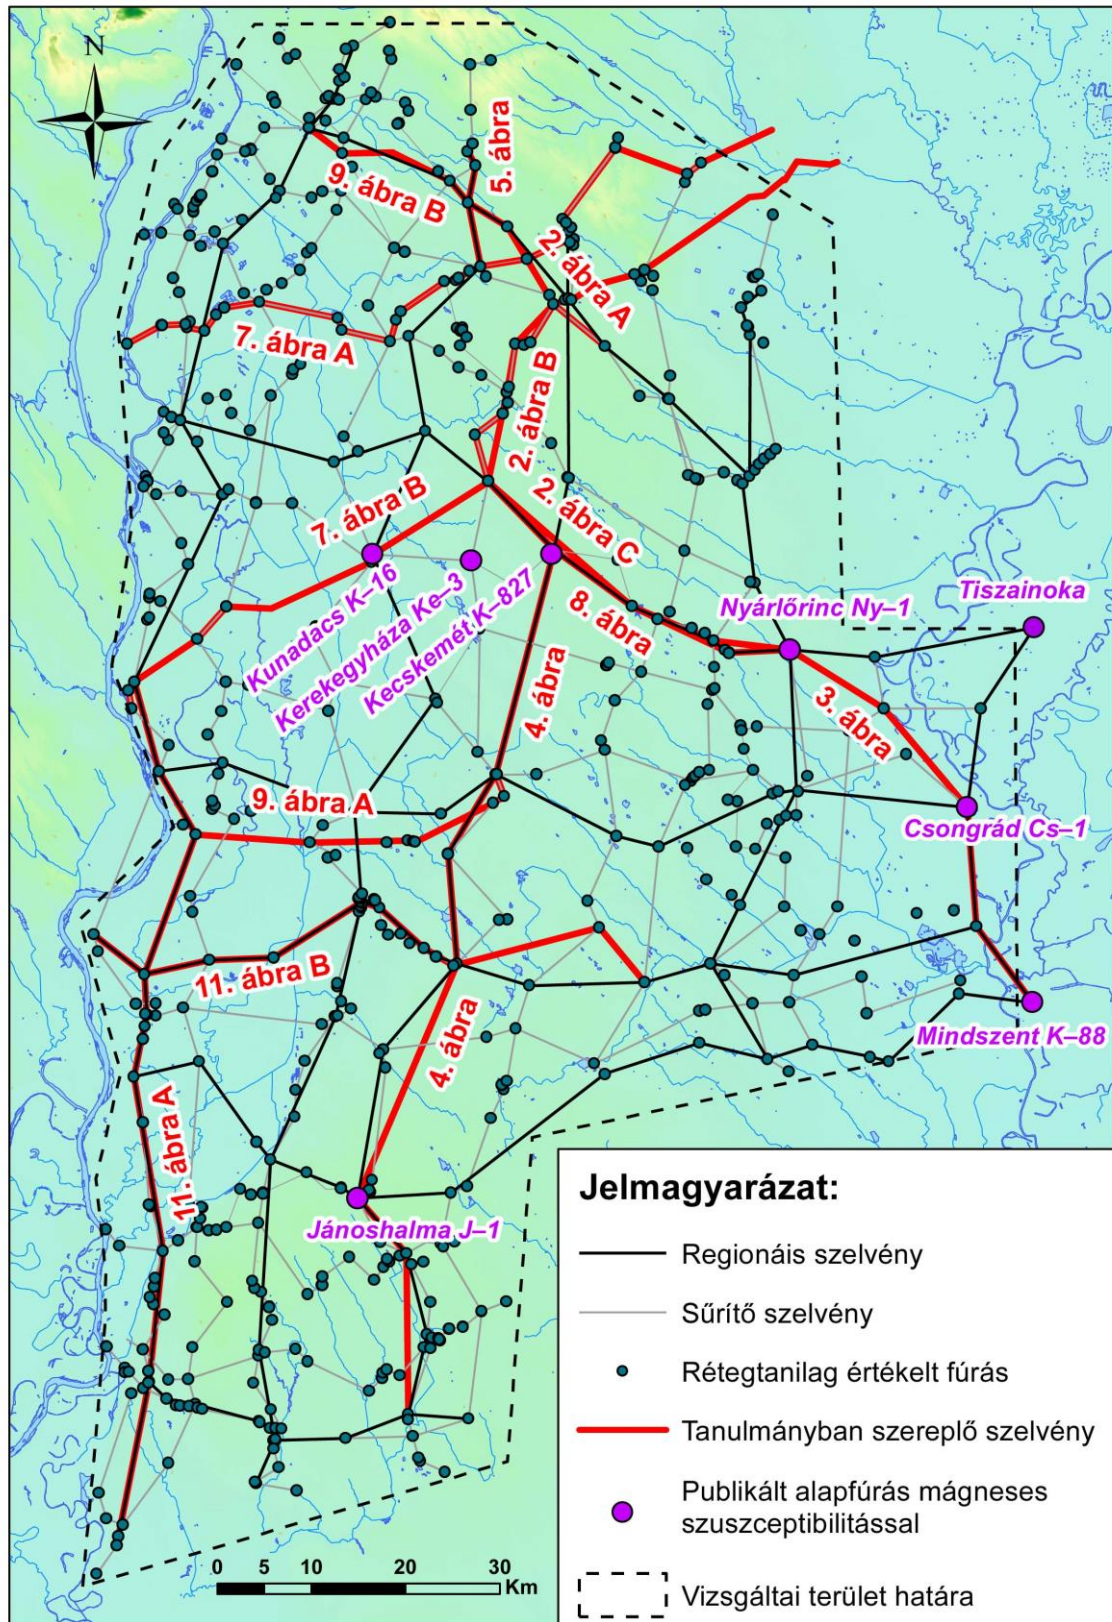 N
5. ábra
9. ábra B
2. ábra A
7. ábra A
2. ábra B
2. ábra C
7. ábra B
Kunadacs K–16
Kerekegyháza Ke–3
Kecskemét K–827
8. ábra
Nyárlőrinc Ny–1
Tiszainoka
4. ábra
3. ábra
9. ábra A
Csongrád Cs–1
11. ábra B
Mindszent K–88
4. ábra
11. ábra A
Jánoshalma J–1
Jelmagyarázat:
Regionáis szelvény
Sűrítő szelvény
Rétegtanilag értékelt fúrás
Tanulmányban szereplő szelvény
Publikált alapfúrás mágneses
szuszceptibilitással
Vizsgáltai terület határa
0 5 10 20 30
Km